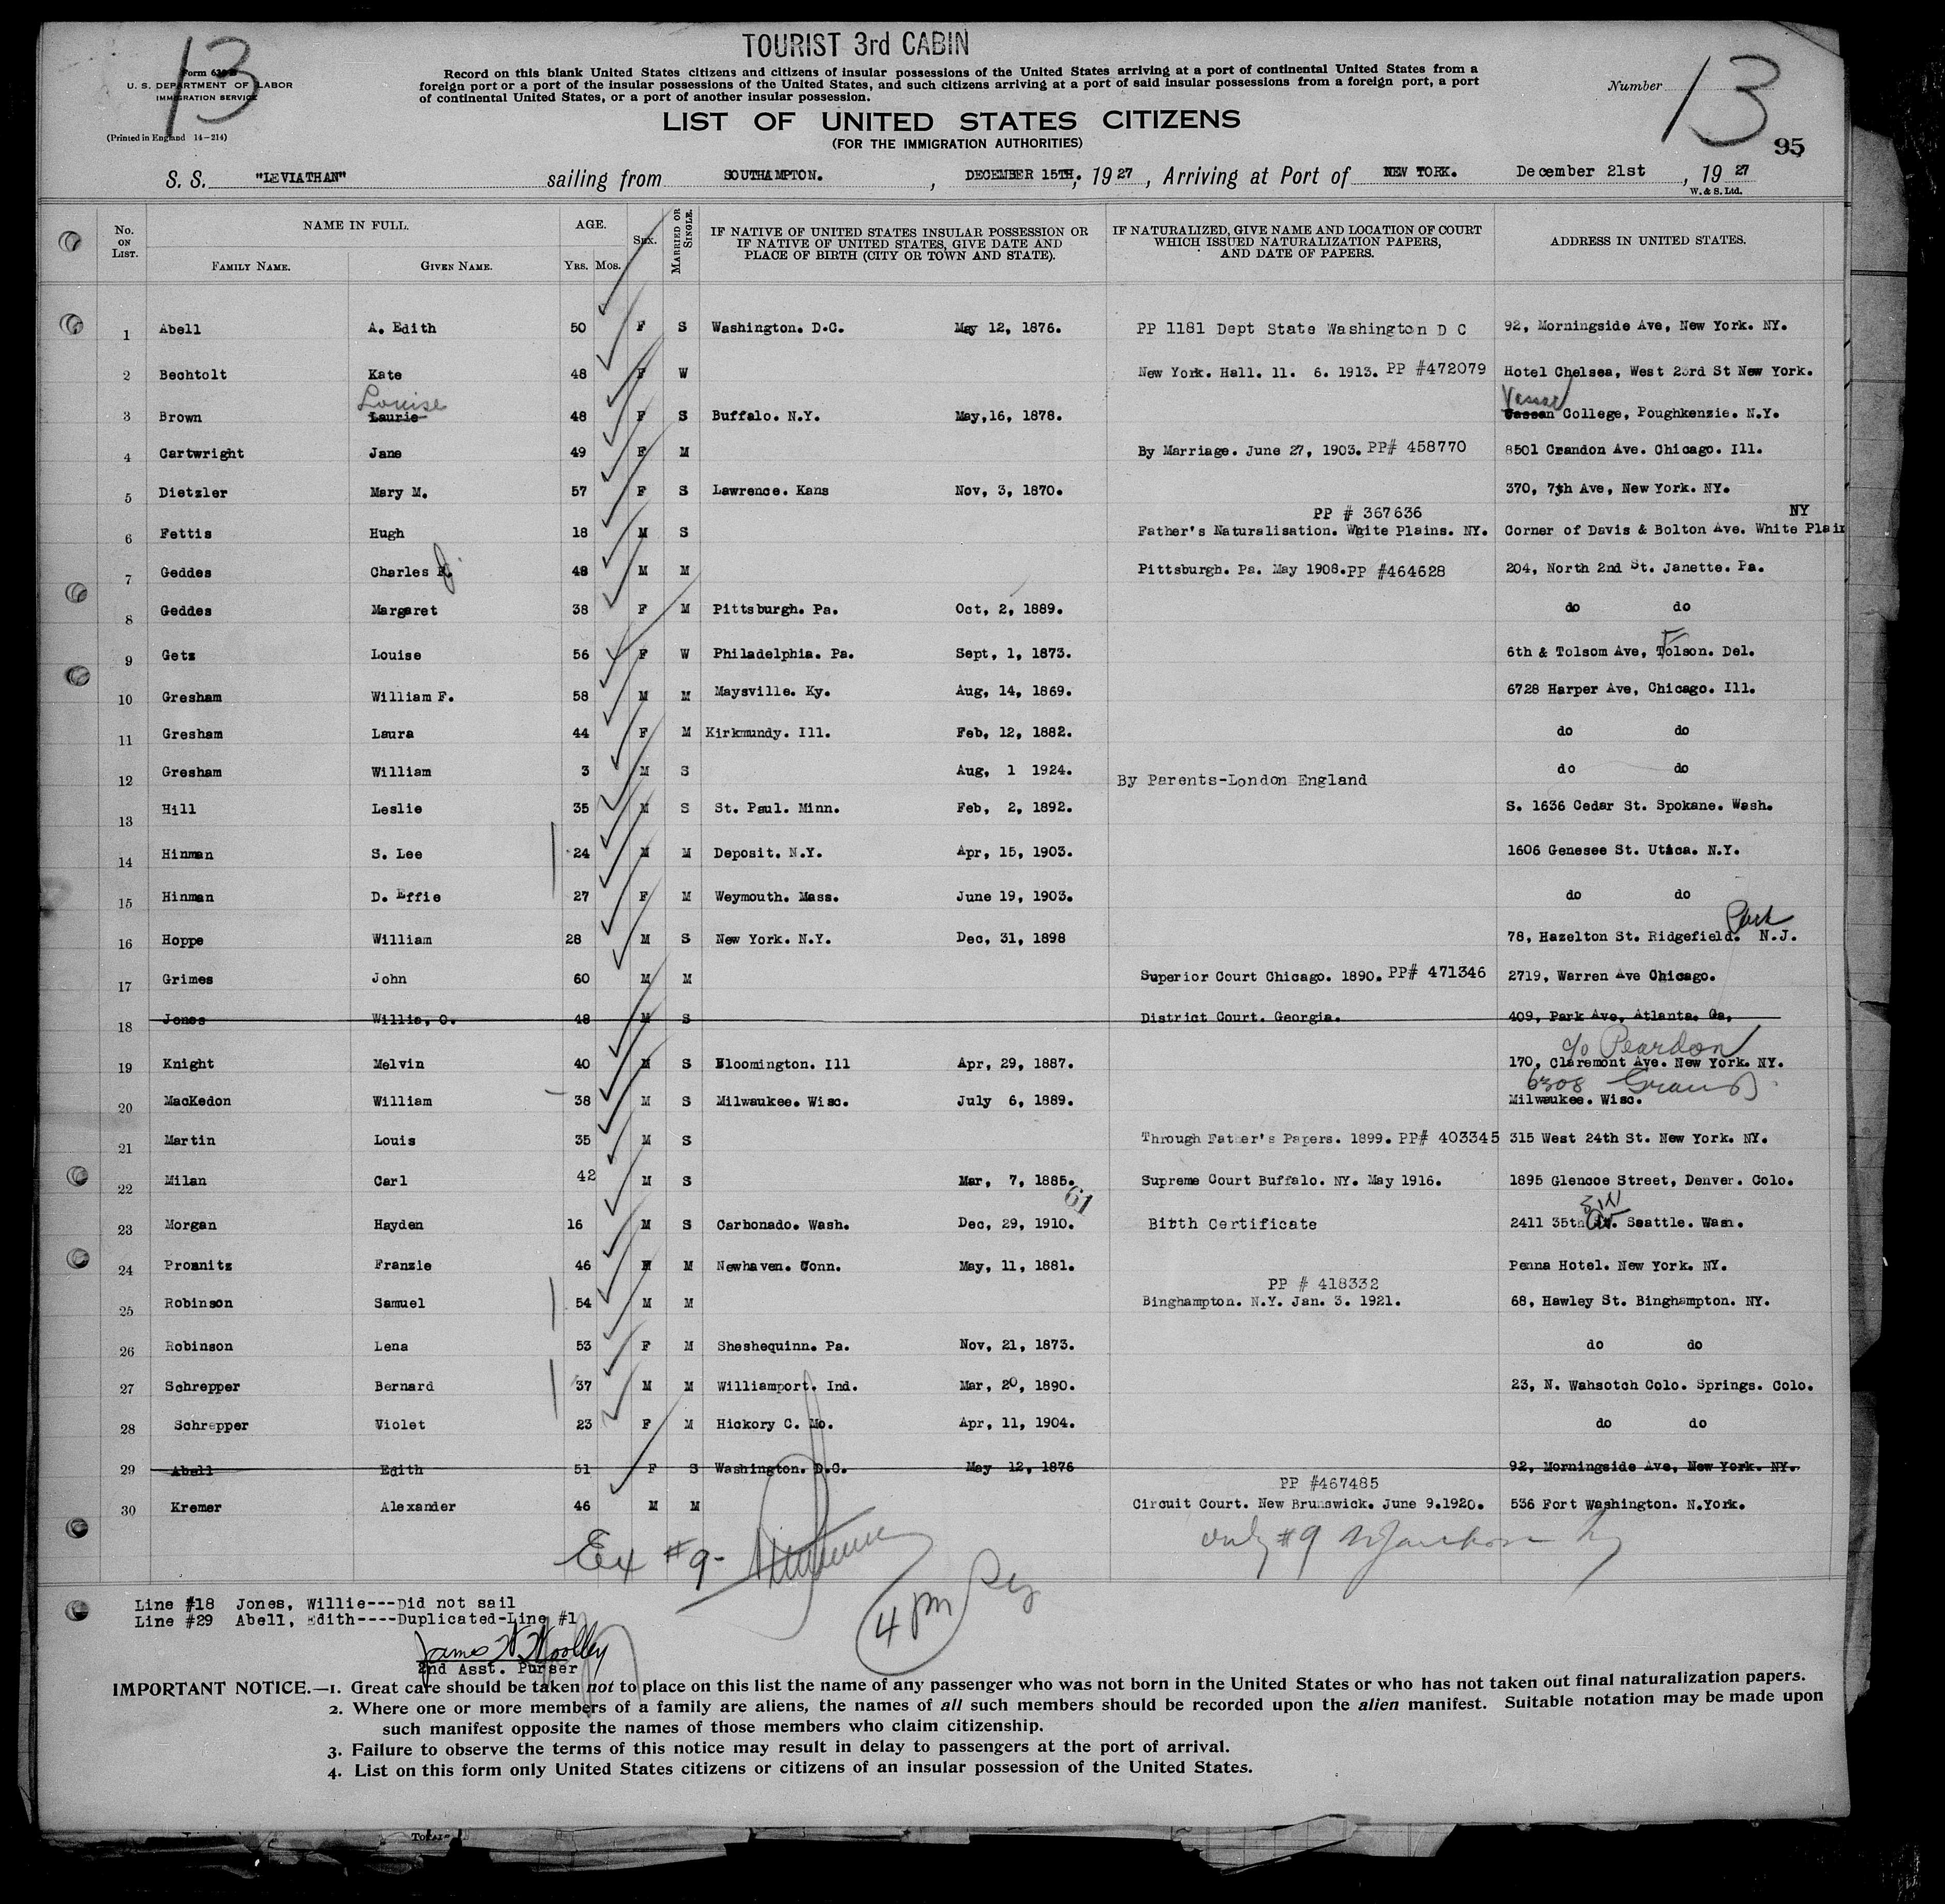 TOURIST 3rd CABIN
13
Form 630 B
U. S. DEPARTMENT OF LABOR
IMMIGRATION SERVICE
(Printed in England 14-214)
Record on this blank United States citizens and citizens of insular possessions of the United States arriving at a port of continental United States from a
foreign port or a port of the insular possessions of the United States, and such citizens arriving at a port of said insular possessions from a foreign port, a port
of continental United States, or a port of another insular possession.
Number 13
LIST OF UNITED STATES CITIZENS
(FOR THE IMMIGRATION AUTHORITIES)
95
S. S. "LEVIATHAN" sailing from SOUTHAMPTON. , DECEMBER 15TH, 1927, Arriving at Port of NEW YORK. December 21st , 1927
W. & S. Ltd.
No. ON LIST. NAME IN FULL. AGE. SEX. MARRIED OR SINGLE. IF NATIVE OF UNITED STATES INSULAR POSSESSION OR IF NATIVE OF UNITED STATES, GIVE DATE AND PLACE OF BIRTH (CITY OR TOWN AND STATE). IF NATURALIZED, GIVE NAME AND LOCATION OF COURT WHICH ISSUED NATURALIZATION PAPERS, AND DATE OF PAPERS. ADDRESS IN UNITED STATES.
FAMILY NAME. GIVEN NAME. YRS. MOS.
1 Abell A. Edith 50 F S Washington. D.C. May 12, 1876. PP 1181 Dept State Washington D C 92, Morningside Ave, New York. NY.
2 Bechtolt Kate 48 F W New York. Hall. 11. 6. 1913. PP #472079 Hotel Chelsea, West 23rd St New York.
Louise Vassar
3 Brown Laurie 48 F S Buffalo. N.Y. May,16, 1878. Vassan College, Poughkenzie. N.Y.
4 Cartwright Jane 49 F M By Marriage. June 27, 1903. PP# 458770 8501 Crandon Ave. Chicago. Ill.
5 Dietzler Mary M. 57 F S Lawrence. Kans Nov, 3, 1870. 370, 7th Ave, New York. NY.
PP # 367636 NY
6 Fettis Hugh 18 M S Father's Naturalisation. White Plains. NY. Corner of Davis & Bolton Ave. White Plain
7 Geddes Charles J. 48 M M Pittsburgh. Pa. May 1908. PP #464628 204, North 2nd St. Janette. Pa.
8 Geddes Margaret 38 F M Pittsburgh. Pa. Oct, 2, 1889. do do
9 Getz Louise 56 F W Philadelphia. Pa. Sept, 1, 1873. 6th & Tolsom Ave, Folson. Del.
10 Gresham William F. 58 M M Maysville. Ky. Aug, 14, 1869. 6728 Harper Ave, Chicago. Ill.
11 Gresham Laura 44 F M Kirkmundy. Ill. Feb, 12, 1882. do do
12 Gresham William 3 M S Aug, 1 1924. By Parents-London England do do
13 Hill Leslie 35 M S St. Paul. Minn. Feb, 2, 1892. S. 1636 Cedar St. Spokane. Wash.
14 Hinman S. Lee 24 M M Deposit. N.Y. Apr, 15, 1903. 1606 Genesee St. Utica. N.Y.
15 Hinman D. Effie 27 F M Weymouth. Mass. June 19, 1903. do do
Park
16 Hoppe William 28 M S New York. N.Y. Dec, 31, 1898 78, Hazelton St. Ridgefield. N.J.
17 Grimes John 60 M M Superior Court Chicago. 1890. PP# 471346 2719, Warren Ave Chicago.
18 Jones Willie, O. 48 M S District Court. Georgia. 409, Park Ave, Atlanta. Ga,
c/o Peardon
19 Knight Melvin 40 M S Bloomington. Ill Apr, 29, 1887. 170, Claremont Ave. New York. NY.
6308
20 MacKedon William 38 M S Milwaukee. Wisc. July 6, 1889. Milwaukee. Wisc.
21 Martin Louis 35 M S Through Father's Papers. 1899. PP# 403345 315 West 24th St. New York. NY.
22 Milan Carl 42 M S Mar, 7, 1885. Supreme Court Buffalo. NY. May 1916. 1895 Glencoe Street, Denver. Colo.
61 SW
23 Morgan Hayden 16 M S Carbonado. Wash. Dec, 29, 1910. Birth Certificate 2411 35th Av. Seattle. Wasn.
24 Prosnitz Franzie 46 M M Newhaven. Conn. May, 11, 1881. Penna Hotel. New York. NY.
PP # 418332
25 Robinson Samuel 54 M M Binghampton. N.Y. Jan. 3. 1921. 68, Hawley St. Binghampton. NY.
26 Robinson Lena 53 F M Sheshequinn. Pa. Nov, 21, 1873. do do
27 Schrepper Bernard 37 M M Williamport. Ind. Mar, 20, 1890. 23, N. Wahsotch Colo. Springs. Colo.
28 Schrepper Violet 23 F M Hickory C. Mo. Apr, 11, 1904. do do
29 Abell Edith 51 F S Washington. D.C. May 12, 1876 92, Morningside Ave, New York. NY.
PP #467485
30 Kremer Alexander 46 M M Circuit Court. New Brunswick. June 9.1920. 536 Fort Washington. N.York.
Ex #9- only #9
4 pm
Line #18 Jones, Willie---Did not sail
Line #29 Abell, Edith----Duplicated-Line #1
James W Woolley
2nd Asst. Purser
IMPORTANT NOTICE.—1. Great care should be taken not to place on this list the name of any passenger who was not born in the United States or who has not taken out final naturalization papers.
2. Where one or more members of a family are aliens, the names of all such members should be recorded upon the alien manifest. Suitable notation may be made upon
such manifest opposite the names of those members who claim citizenship.
3. Failure to observe the terms of this notice may result in delay to passengers at the port of arrival.
4. List on this form only United States citizens or citizens of an insular possession of the United States.